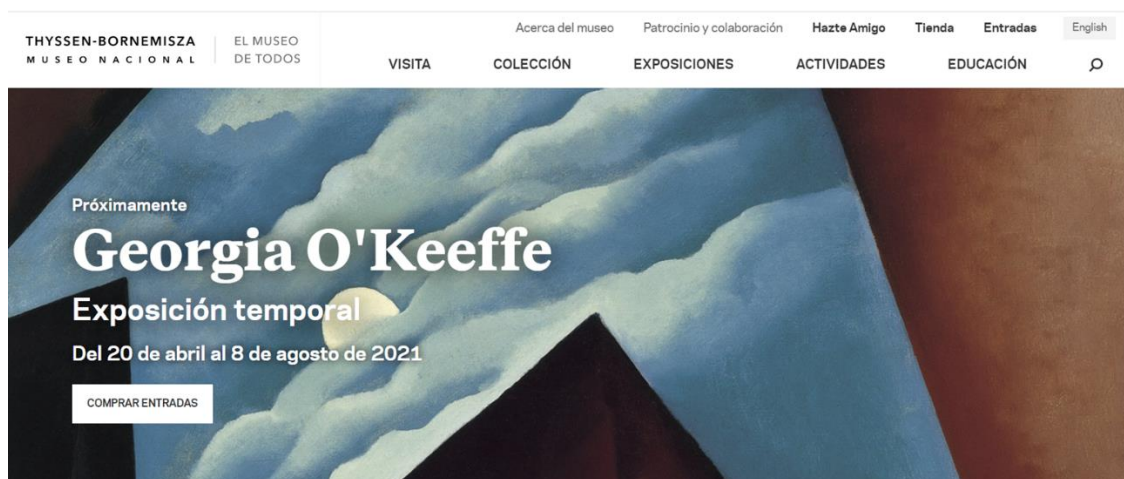 Acerca del museo Patrocinio y colaboración Hazte Amigo Tienda Entradas English
THYSSEN-BORNEMISZA
MUSEO NACIONAL
EL MUSEO
DE TODOS
VISITA COLECCIÓN EXPOSICIONES ACTIVIDADES EDUCACIÓN
Próximamente
Georgia O'Keeffe
Exposición temporal
Del 20 de abril al 8 de agosto de 2021
COMPRAR ENTRADAS